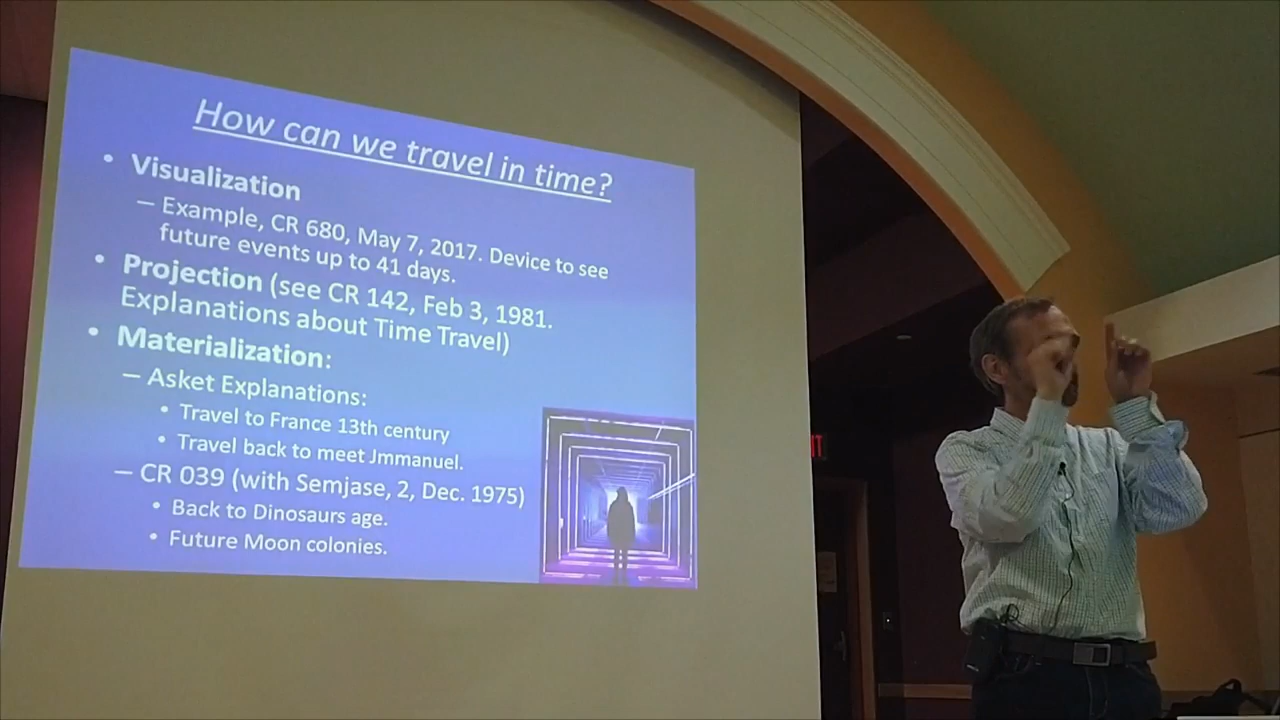 How can we travel in time?
• Visualization
– Example, CR 680, May 7, 2017. Device to see
future events up to 41 days.
• Projection (see CR 142, Feb 3, 1981.
Explanations about Time Travel)
• Materialization:
– Asket Explanations:
• Travel to France 13th century
• Travel back to meet Jmmanuel.
– CR 039 (with Semjase, 2, Dec. 1975)
• Back to Dinosaurs age.
• Future Moon colonies.